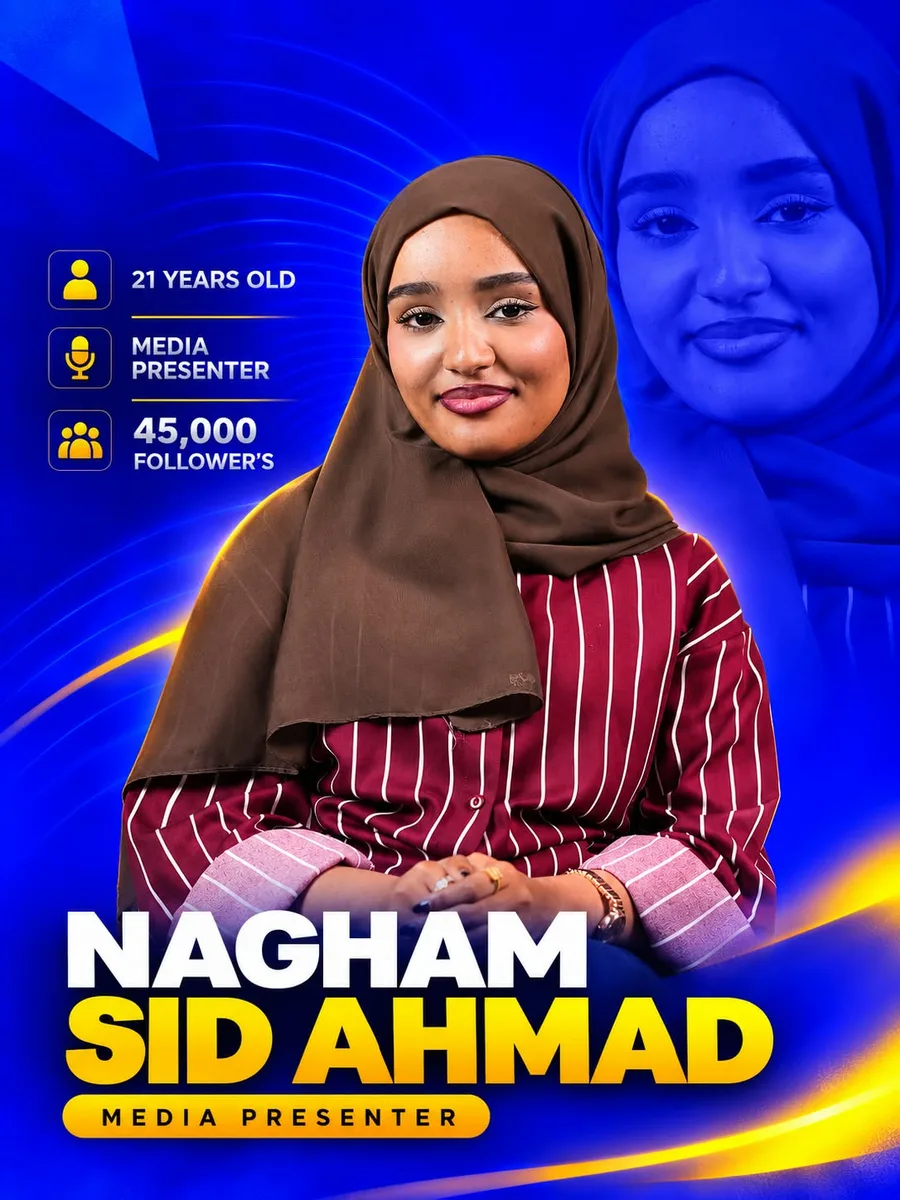 21 YEARS OLD
MEDIA
PRESENTER
45,000
FOLLOWER'S
NAGHAM
SID AHMAD
MEDIA PRESENTER